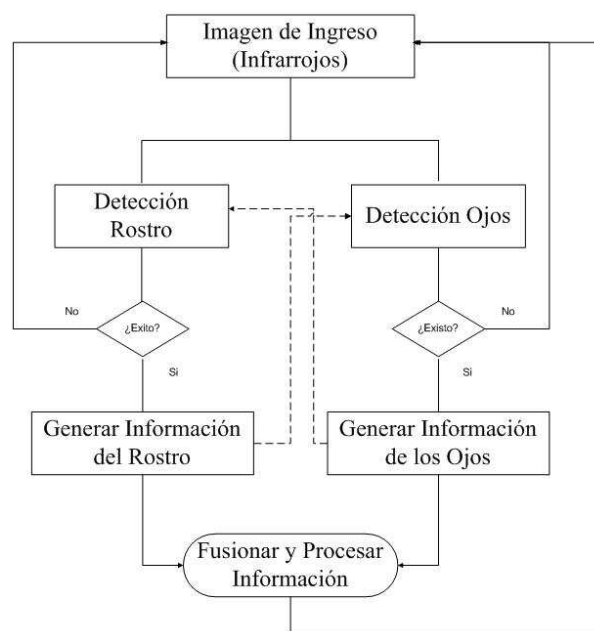 Imagen de Ingreso
(Infrarrojos)
Detección
Rostro
Detección Ojos
No
¿Exito?
Si
¿Existo?
No
Si
Generar Información
del Rostro
Generar Información
de los Ojos
Fusionar y Procesar
Información